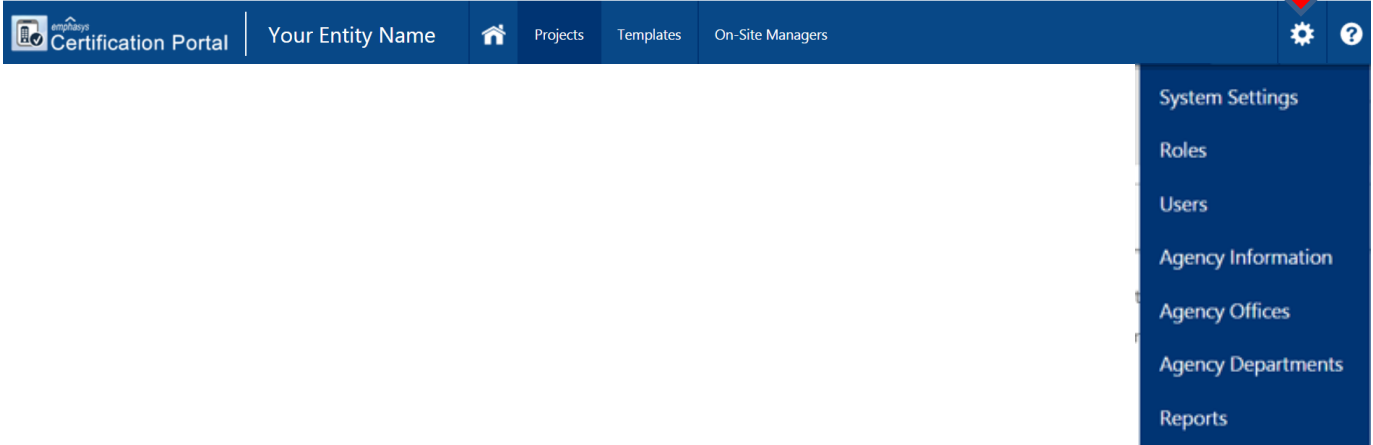 emphasys
Certification Portal
Your Entity Name
Projects
Templates
On-Site Managers
?
System Settings
Roles
Users
Agency Information
Agency Offices
Agency Departments
Reports